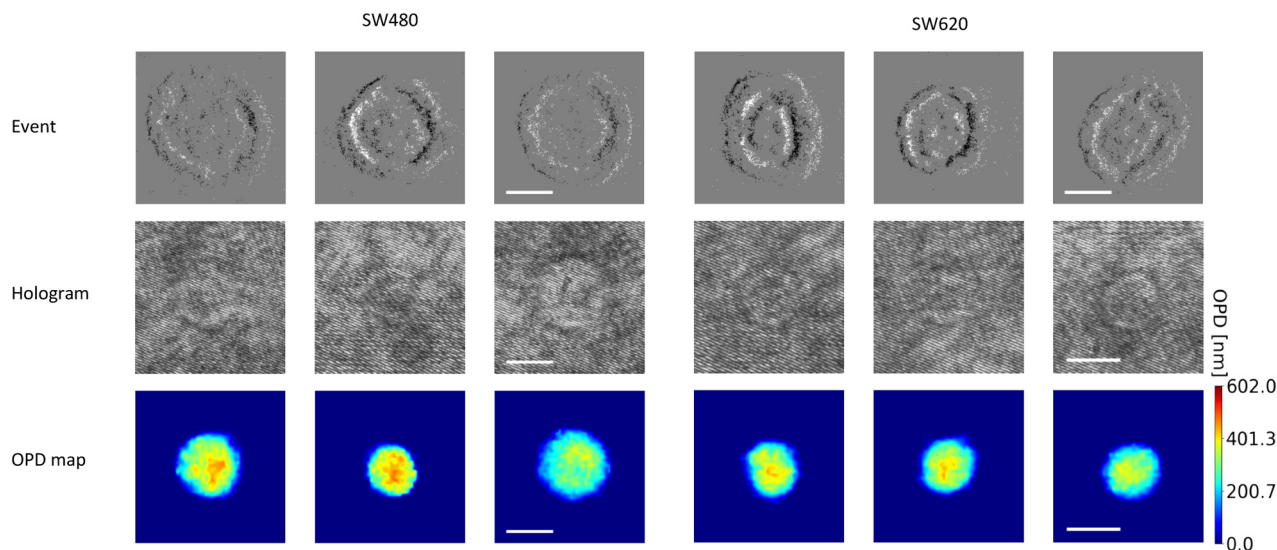 SW480
SW620
Event
Hologram
OPD map
OPD [nm]
602.0
401.3
200.7
0.0